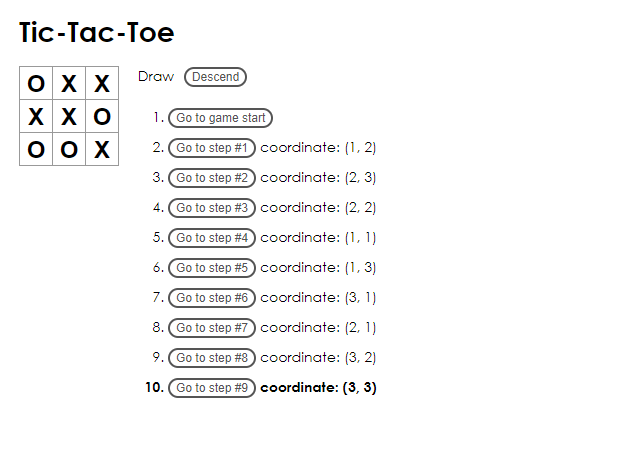 Tic-Tac-Toe
O X X
X X O
O O X
Draw Descend
1. Go to game start
2. Go to step #1 coordinate: (1, 2)
3. Go to step #2 coordinate: (2, 3)
4. Go to step #3 coordinate: (2, 2)
5. Go to step #4 coordinate: (1, 1)
6. Go to step #5 coordinate: (1, 3)
7. Go to step #6 coordinate: (3, 1)
8. Go to step #7 coordinate: (2, 1)
9. Go to step #8 coordinate: (3, 2)
10. Go to step #9 coordinate: (3, 3)